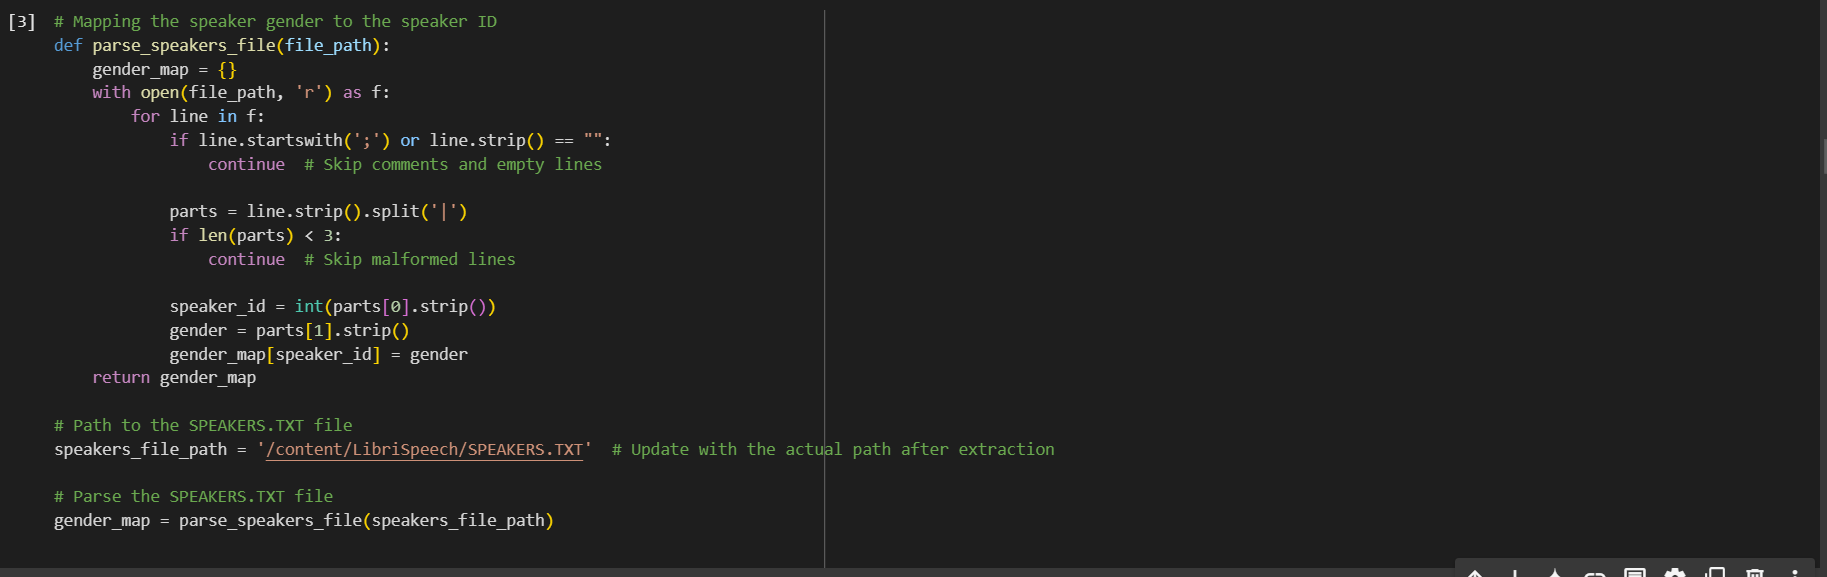 [3] # Mapping the speaker gender to the speaker ID
def parse_speakers_file(file_path):
    gender_map = {}
    with open(file_path, 'r') as f:
        for line in f:
            if line.startswith(';') or line.strip() == "":
                continue  # Skip comments and empty lines

            parts = line.strip().split('|')
            if len(parts) < 3:
                continue  # Skip malformed lines

            speaker_id = int(parts[0].strip())
            gender = parts[1].strip()
            gender_map[speaker_id] = gender
    return gender_map

# Path to the SPEAKERS.TXT file
speakers_file_path = '/content/LibriSpeech/SPEAKERS.TXT'  # Update with the actual path after extraction

# Parse the SPEAKERS.TXT file
gender_map = parse_speakers_file(speakers_file_path)